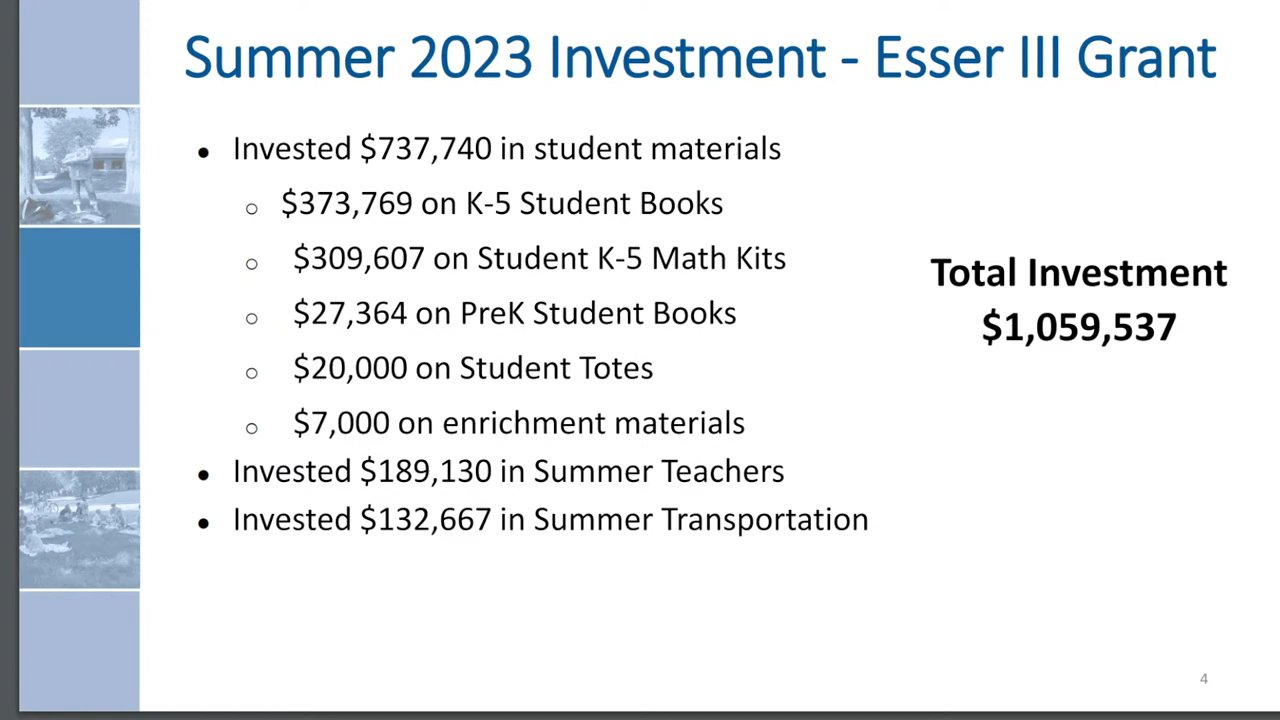 Summer 2023 Investment - Esser III Grant
• Invested $737,740 in student materials
○ $373,769 on K-5 Student Books
○ $309,607 on Student K-5 Math Kits
○ $27,364 on PreK Student Books
○ $20,000 on Student Totes
○ $7,000 on enrichment materials
• Invested $189,130 in Summer Teachers
• Invested $132,667 in Summer Transportation
Total Investment
$1,059,537
4